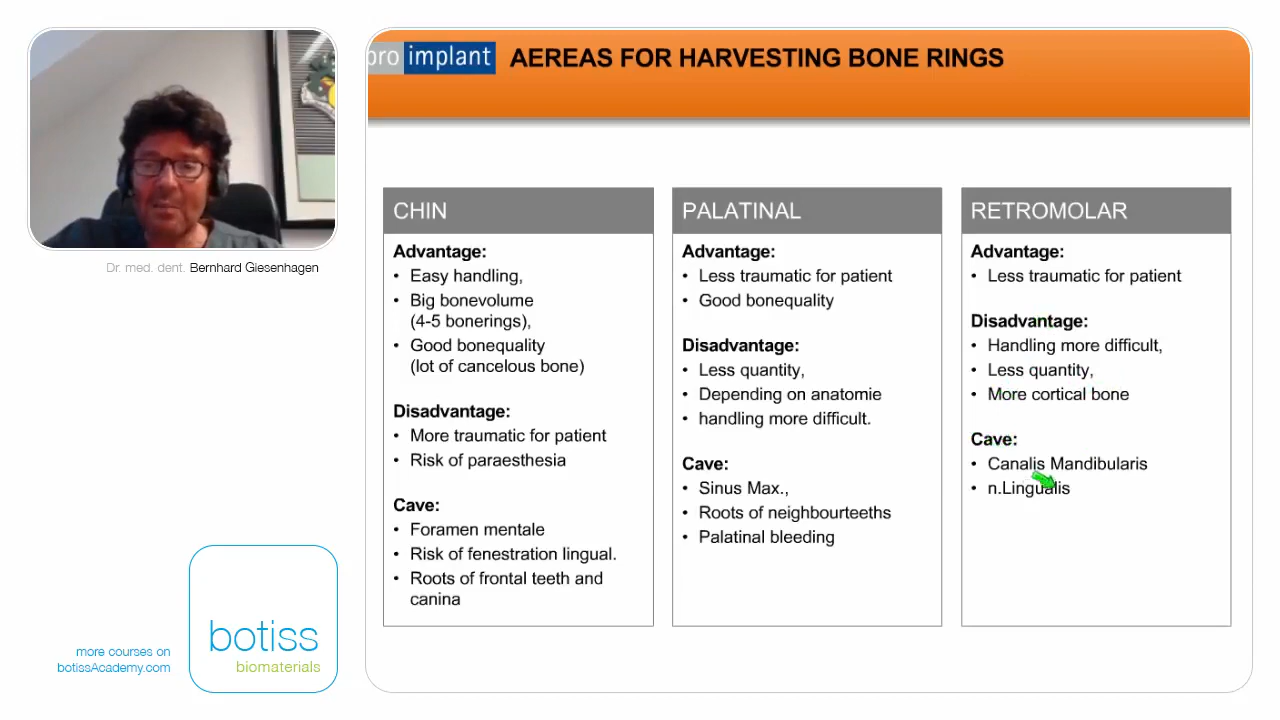 pro implant
AEREAS FOR HARVESTING BONE RINGS
Dr. med. dent. Bernhard Giesenhagen
CHIN
Advantage:
• Easy handling,
• Big bonevolume
(4-5 bonerings),
• Good bonequality
(lot of cancelous bone)
Disadvantage:
• More traumatic for patient
• Risk of paraesthesia
Cave:
• Foramen mentale
• Risk of fenestration lingual.
• Roots of frontal teeth and
canina
PALATINAL
Advantage:
• Less traumatic for patient
• Good bonequality
Disadvantage:
• Less quantity,
• Depending on anatomie
• handling more difficult.
Cave:
• Sinus Max.,
• Roots of neighbourteeths
• Palatinal bleeding
RETROMOLAR
Advantage:
• Less traumatic for patient
Disadvantage:
• Handling more difficult,
• Less quantity,
• More cortical bone
Cave:
• Canalis Mandibularis
• n.Lingualis
more courses on
botissAcademy.com
botiss
biomaterials